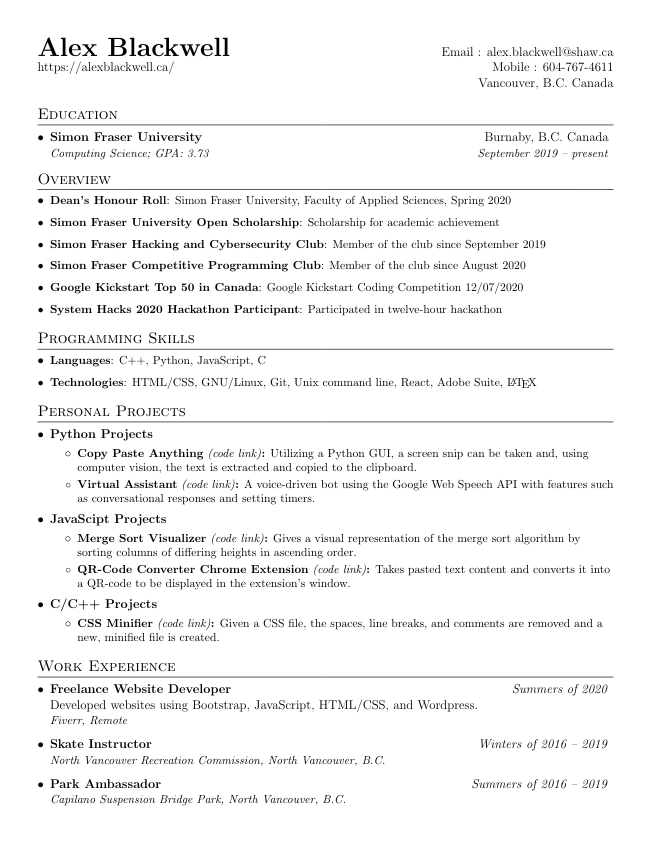 Alex Blackwell
https://alexblackwell.ca/
Email : alex.blackwell@shaw.ca
Mobile : 604-767-4611
Vancouver, B.C. Canada
Education
• Simon Fraser University Burnaby, B.C. Canada
Computing Science; GPA: 3.73 September 2019 – present
Overview
• Dean's Honour Roll: Simon Fraser University, Faculty of Applied Sciences, Spring 2020
• Simon Fraser University Open Scholarship: Scholarship for academic achievement
• Simon Fraser Hacking and Cybersecurity Club: Member of the club since September 2019
• Simon Fraser Competitive Programming Club: Member of the club since August 2020
• Google Kickstart Top 50 in Canada: Google Kickstart Coding Competition 12/07/2020
• System Hacks 2020 Hackathon Participant: Participated in twelve-hour hackathon
Programming Skills
• Languages: C++, Python, JavaScript, C
• Technologies: HTML/CSS, GNU/Linux, Git, Unix command line, React, Adobe Suite, LATEX
Personal Projects
• Python Projects
○ Copy Paste Anything (code link): Utilizing a Python GUI, a screen snip can be taken and, using
computer vision, the text is extracted and copied to the clipboard.
○ Virtual Assistant (code link): A voice-driven bot using the Google Web Speech API with features such
as conversational responses and setting timers.
• JavaScipt Projects
○ Merge Sort Visualizer (code link): Gives a visual representation of the merge sort algorithm by
sorting columns of differing heights in ascending order.
○ QR-Code Converter Chrome Extension (code link): Takes pasted text content and converts it into
a QR-code to be displayed in the extension's window.
• C/C++ Projects
○ CSS Minifier (code link): Given a CSS file, the spaces, line breaks, and comments are removed and a
new, minified file is created.
Work Experience
• Freelance Website Developer Summers of 2020
Developed websites using Bootstrap, JavaScript, HTML/CSS, and Wordpress.
Fiverr, Remote
• Skate Instructor Winters of 2016 – 2019
North Vancouver Recreation Commission, North Vancouver, B.C.
• Park Ambassador Summers of 2016 – 2019
Capilano Suspension Bridge Park, North Vancouver, B.C.